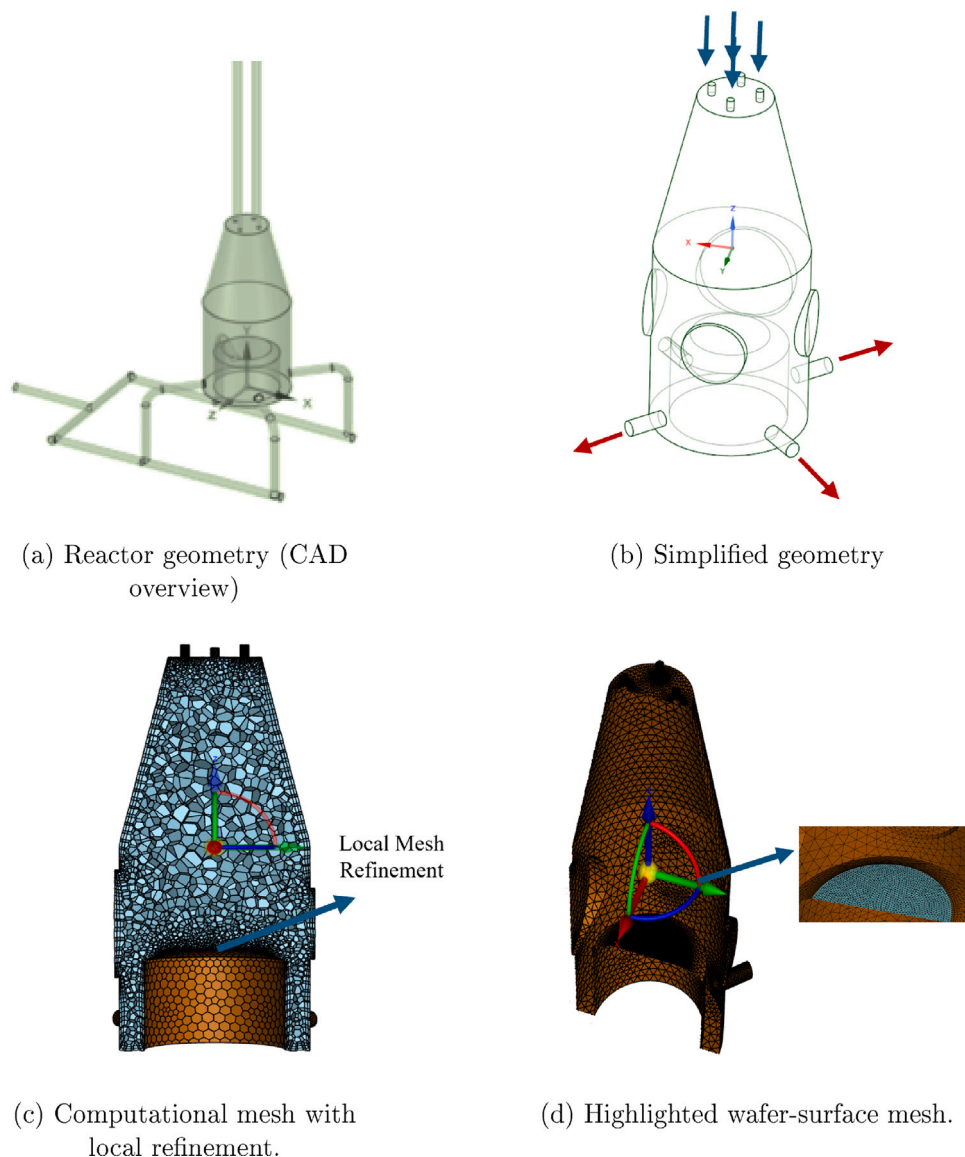 Y
X
Z
(a) Reactor geometry (CAD
overview)
Z
X
Y
(b) Simplified geometry
Local Mesh
Refinement
(c) Computational mesh with
local refinement.
(d) Highlighted wafer-surface mesh.